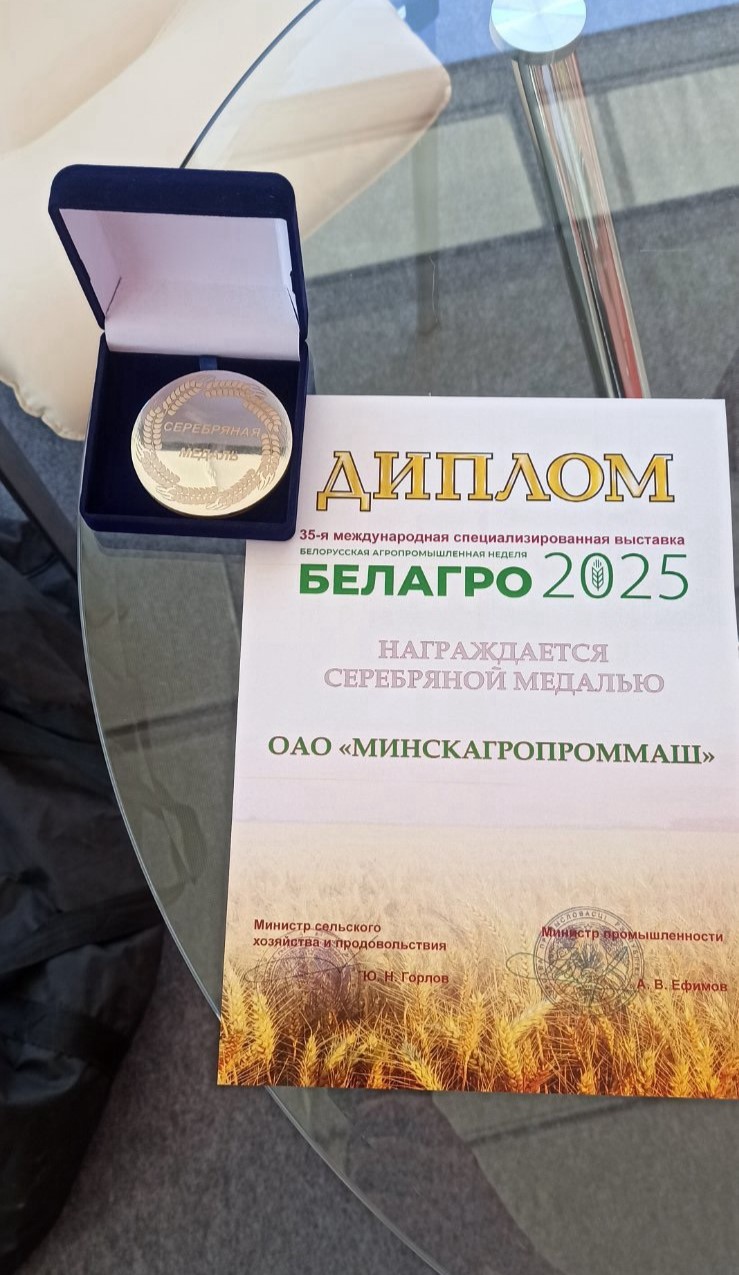 СЕРЕБРЯНАЯ
МЕДАЛЬ
ДИПЛОМ
35-я международная специализированная выставка
БЕЛОРУССКАЯ АГРОПРОМЫШЛЕННАЯ НЕДЕЛЯ
БЕЛАГРО 2025
НАГРАЖДАЕТСЯ
СЕРЕБРЯНОЙ МЕДАЛЬЮ
ОАО «МИНСКАГРОПРОММАШ»
Министр сельского
хозяйства и продовольствия
Ю. Н. Горлов
Министр промышленности
А. В. Ефимов